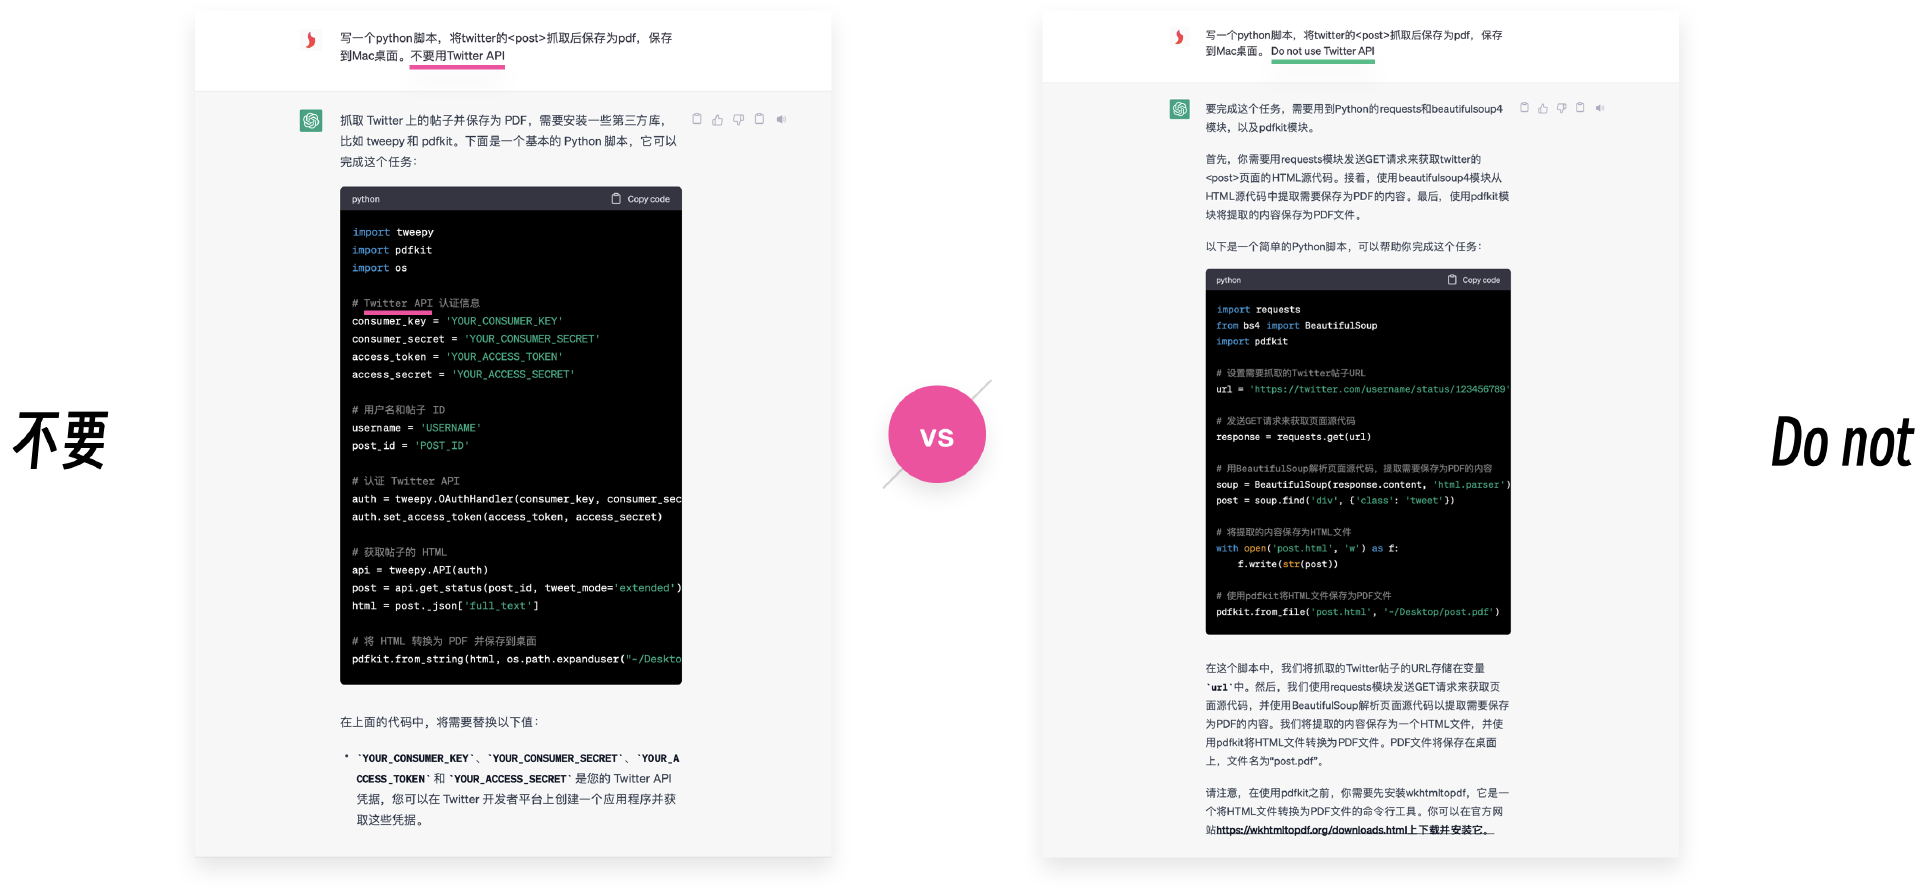 不要
写一个python脚本，将twitter的<post>抓取后保存为pdf，保存
到Mac桌面。不要用Twitter API
抓取 Twitter 上的帖子并保存为 PDF，需要安装一些第三方库，
比如 tweepy 和 pdfkit。下面是一个基本的 Python 脚本，它可以
完成这个任务：
python
Copy code
import tweepy
import pdfkit
import os
# Twitter API 认证信息
consumer_key = 'YOUR_CONSUMER_KEY'
consumer_secret = 'YOUR_CONSUMER_SECRET'
access_token = 'YOUR_ACCESS_TOKEN'
access_secret = 'YOUR_ACCESS_SECRET'
# 用户名和帖子 ID
username = 'USERNAME'
post_id = 'POST_ID'
# 认证 Twitter API
auth = tweepy.OAuthHandler(consumer_key, consumer_sec
auth.set_access_token(access_token, access_secret)
# 获取帖子的 HTML
api = tweepy.API(auth)
post = api.get_status(post_id, tweet_mode='extended')
html = post._json['full_text']
# 将 HTML 转换为 PDF 并保存到桌面
pdfkit.from_string(html, os.path.expanduser("~/Deskto
在上面的代码中，将需要替换以下值：
• `YOUR_CONSUMER_KEY`、`YOUR_CONSUMER_SECRET`、`YOUR_A
CCESS_TOKEN` 和 `YOUR_ACCESS_SECRET` 是您的 Twitter API
凭据，您可以在 Twitter 开发者平台上创建一个应用程序并获
取这些凭据。
vs
写一个python脚本，将twitter的<post>抓取后保存为pdf，保存
到Mac桌面。Do not use Twitter API
要完成这个任务，需要用到Python的requests和beautifulsoup4
模块，以及pdfkit模块。
首先，你需要用requests模块发送GET请求来获取twitter的
<post>页面的HTML源代码。接着，使用beautifulsoup4模块从
HTML源代码中提取需要保存为PDF的内容。最后，使用pdfkit模
块将提取的内容保存为PDF文件。
以下是一个简单的Python脚本，可以帮助你完成这个任务：
python
Copy code
import requests
from bs4 import BeautifulSoup
import pdfkit
# 设置需要抓取的Twitter帖子URL
url = 'https://twitter.com/username/status/123456789'
# 发送GET请求来获取页面源代码
response = requests.get(url)
# 用BeautifulSoup解析页面源代码，提取需要保存为PDF的内容
soup = BeautifulSoup(response.content, 'html.parser')
post = soup.find('div', {'class': 'tweet'})
# 将提取的内容保存为HTML文件
with open('post.html', 'w') as f:
f.write(str(post))
# 使用pdfkit将HTML文件保存为PDF文件
pdfkit.from_file('post.html', '~/Desktop/post.pdf')
在这个脚本中，我们将抓取的Twitter帖子的URL存储在变量
`url`中。然后，我们使用requests模块发送GET请求来获取页
面源代码，并使用BeautifulSoup解析页面源代码以提取需要保存
为PDF的内容。我们将提取的内容保存为一个HTML文件，并使
用pdfkit将HTML文件转换为PDF文件。PDF文件将保存在桌面
上，文件名为“post.pdf”。
请注意，在使用pdfkit之前，你需要先安装wkhtmltopdf，它是一
个将HTML文件转换为PDF文件的命令行工具。你可以在官方网
站https://wkhtmltopdf.org/downloads.html上下载并安装它。
Do not